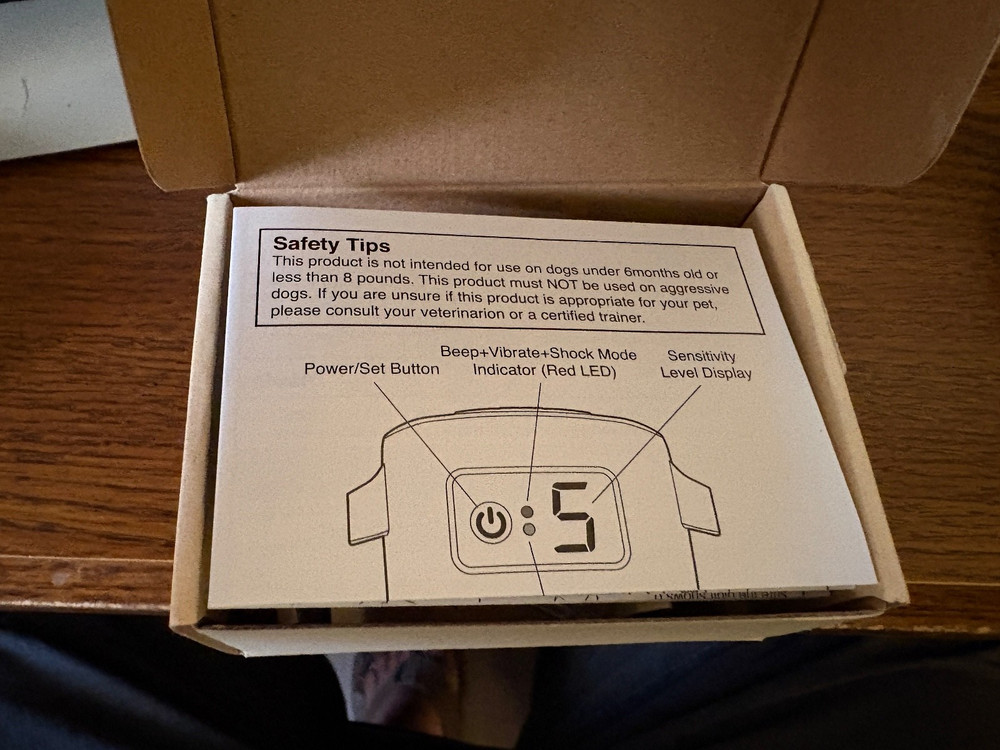 Safety Tips
This product is not intended for use on dogs under 6months old or
less than 8 pounds. This product must NOT be used on aggressive
dogs. If you are unsure if this product is appropriate for your pet,
please consult your veterinarion or a certified trainer.
Beep+Vibrate+Shock Mode
Indicator (Red LED)
Power/Set Button
Sensitivity
Level Display
5